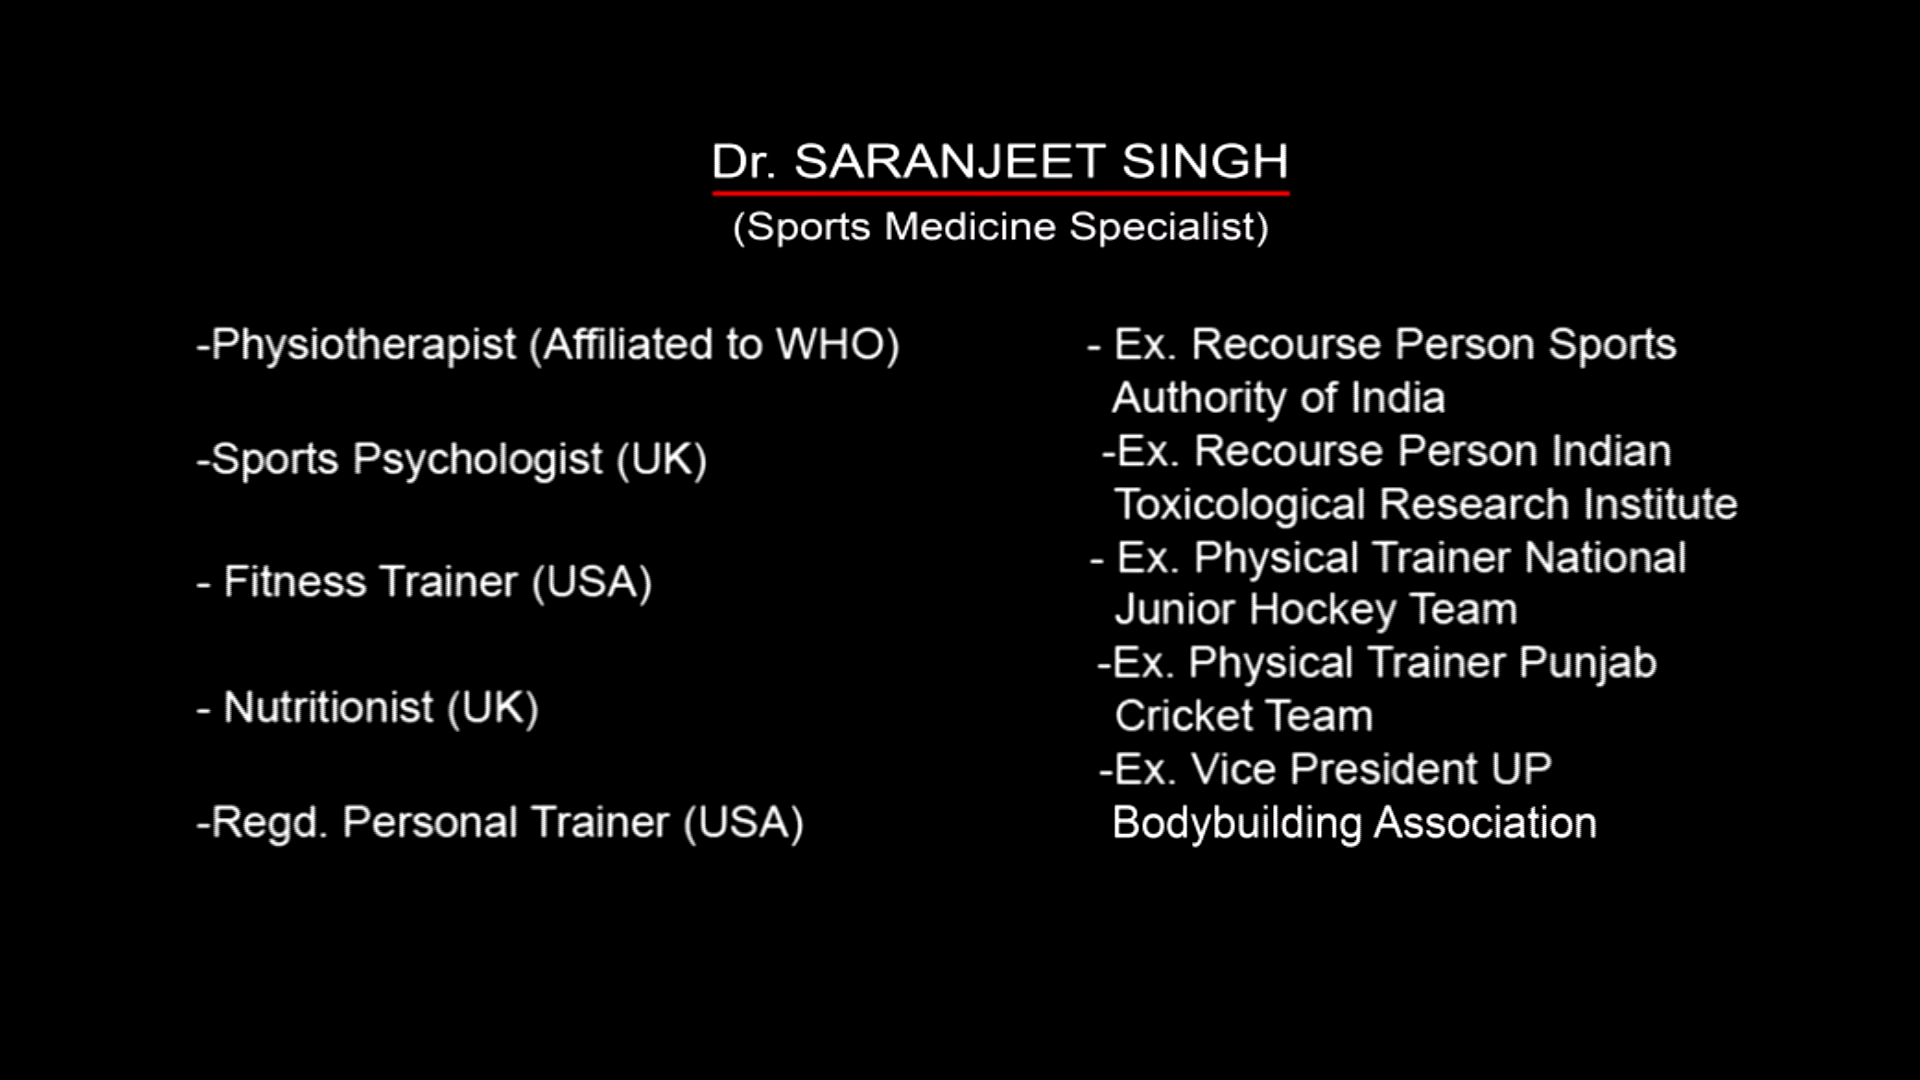 Dr. SARANJEET SINGH
(Sports Medicine Specialist)
-Physiotherapist (Affiliated to WHO)
-Sports Psychologist (UK)
- Fitness Trainer (USA)
- Nutritionist (UK)
-Regd. Personal Trainer (USA)
- Ex. Recourse Person Sports
Authority of India
-Ex. Recourse Person Indian
Toxicological Research Institute
- Ex. Physical Trainer National
Junior Hockey Team
-Ex. Physical Trainer Punjab
Cricket Team
-Ex. Vice President UP
Bodybuilding Association